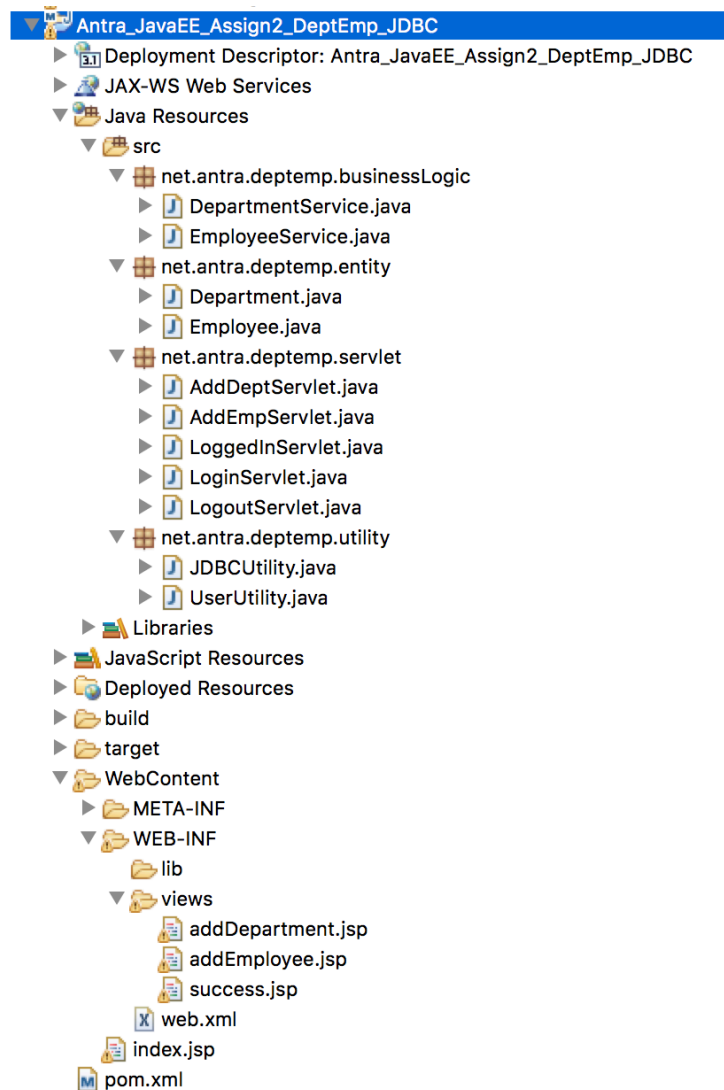 Antra_JavaEE_Assign2_DeptEmp_JDBC
3.1 Deployment Descriptor: Antra_JavaEE_Assign2_DeptEmp_JDBC
JAX-WS Web Services
Java Resources
src
net.antra.deptemp.businessLogic
J DepartmentService.java
J EmployeeService.java
net.antra.deptemp.entity
J Department.java
J Employee.java
net.antra.deptemp.servlet
J AddDeptServlet.java
J AddEmpServlet.java
J LoggedInServlet.java
J LoginServlet.java
J LogoutServlet.java
net.antra.deptemp.utility
J JDBCUtility.java
J UserUtility.java
Libraries
JavaScript Resources
Deployed Resources
build
target
WebContent
META-INF
WEB-INF
lib
views
addDepartment.jsp
addEmployee.jsp
success.jsp
X web.xml
index.jsp
M pom.xml